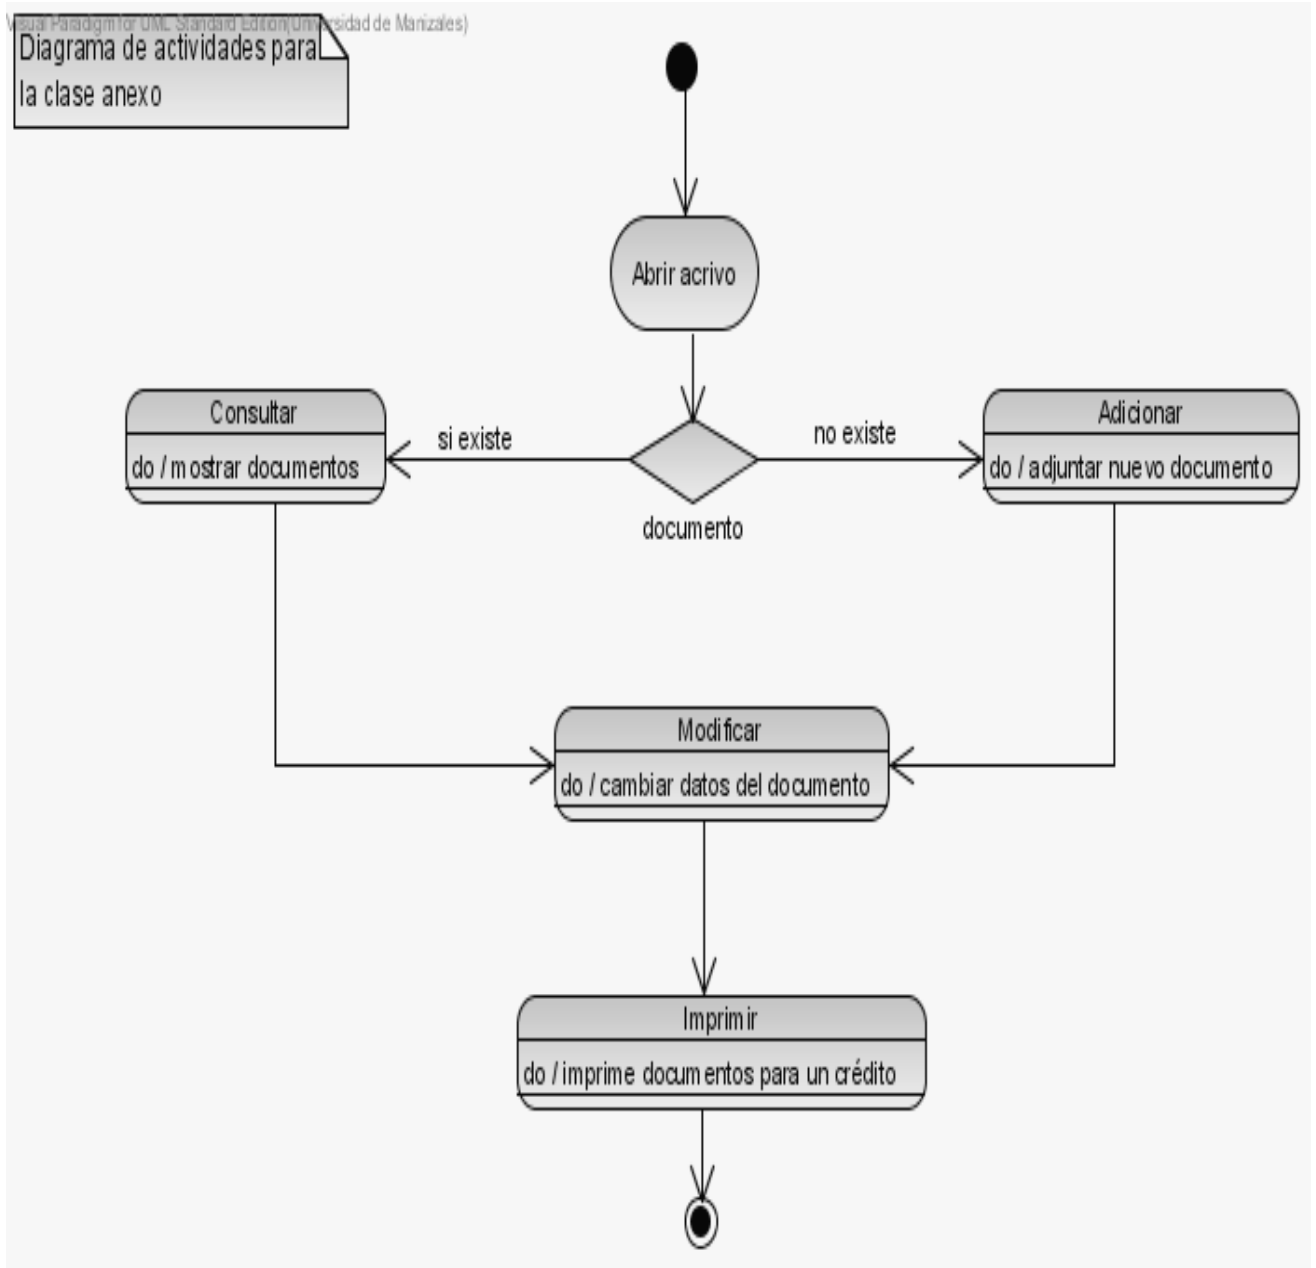 Visual Paradigm for UML Standard Edition(Universidad de Manizales)
Diagrama de actividades para
la clase anexo
Abrir acrivo
Consultar
do / mostrar documentos
si existe
no existe
documento
Adicionar
do / adjuntar nuevo documento
Modificar
do / cambiar datos del documento
Imprimir
do / imprime documentos para un crédito